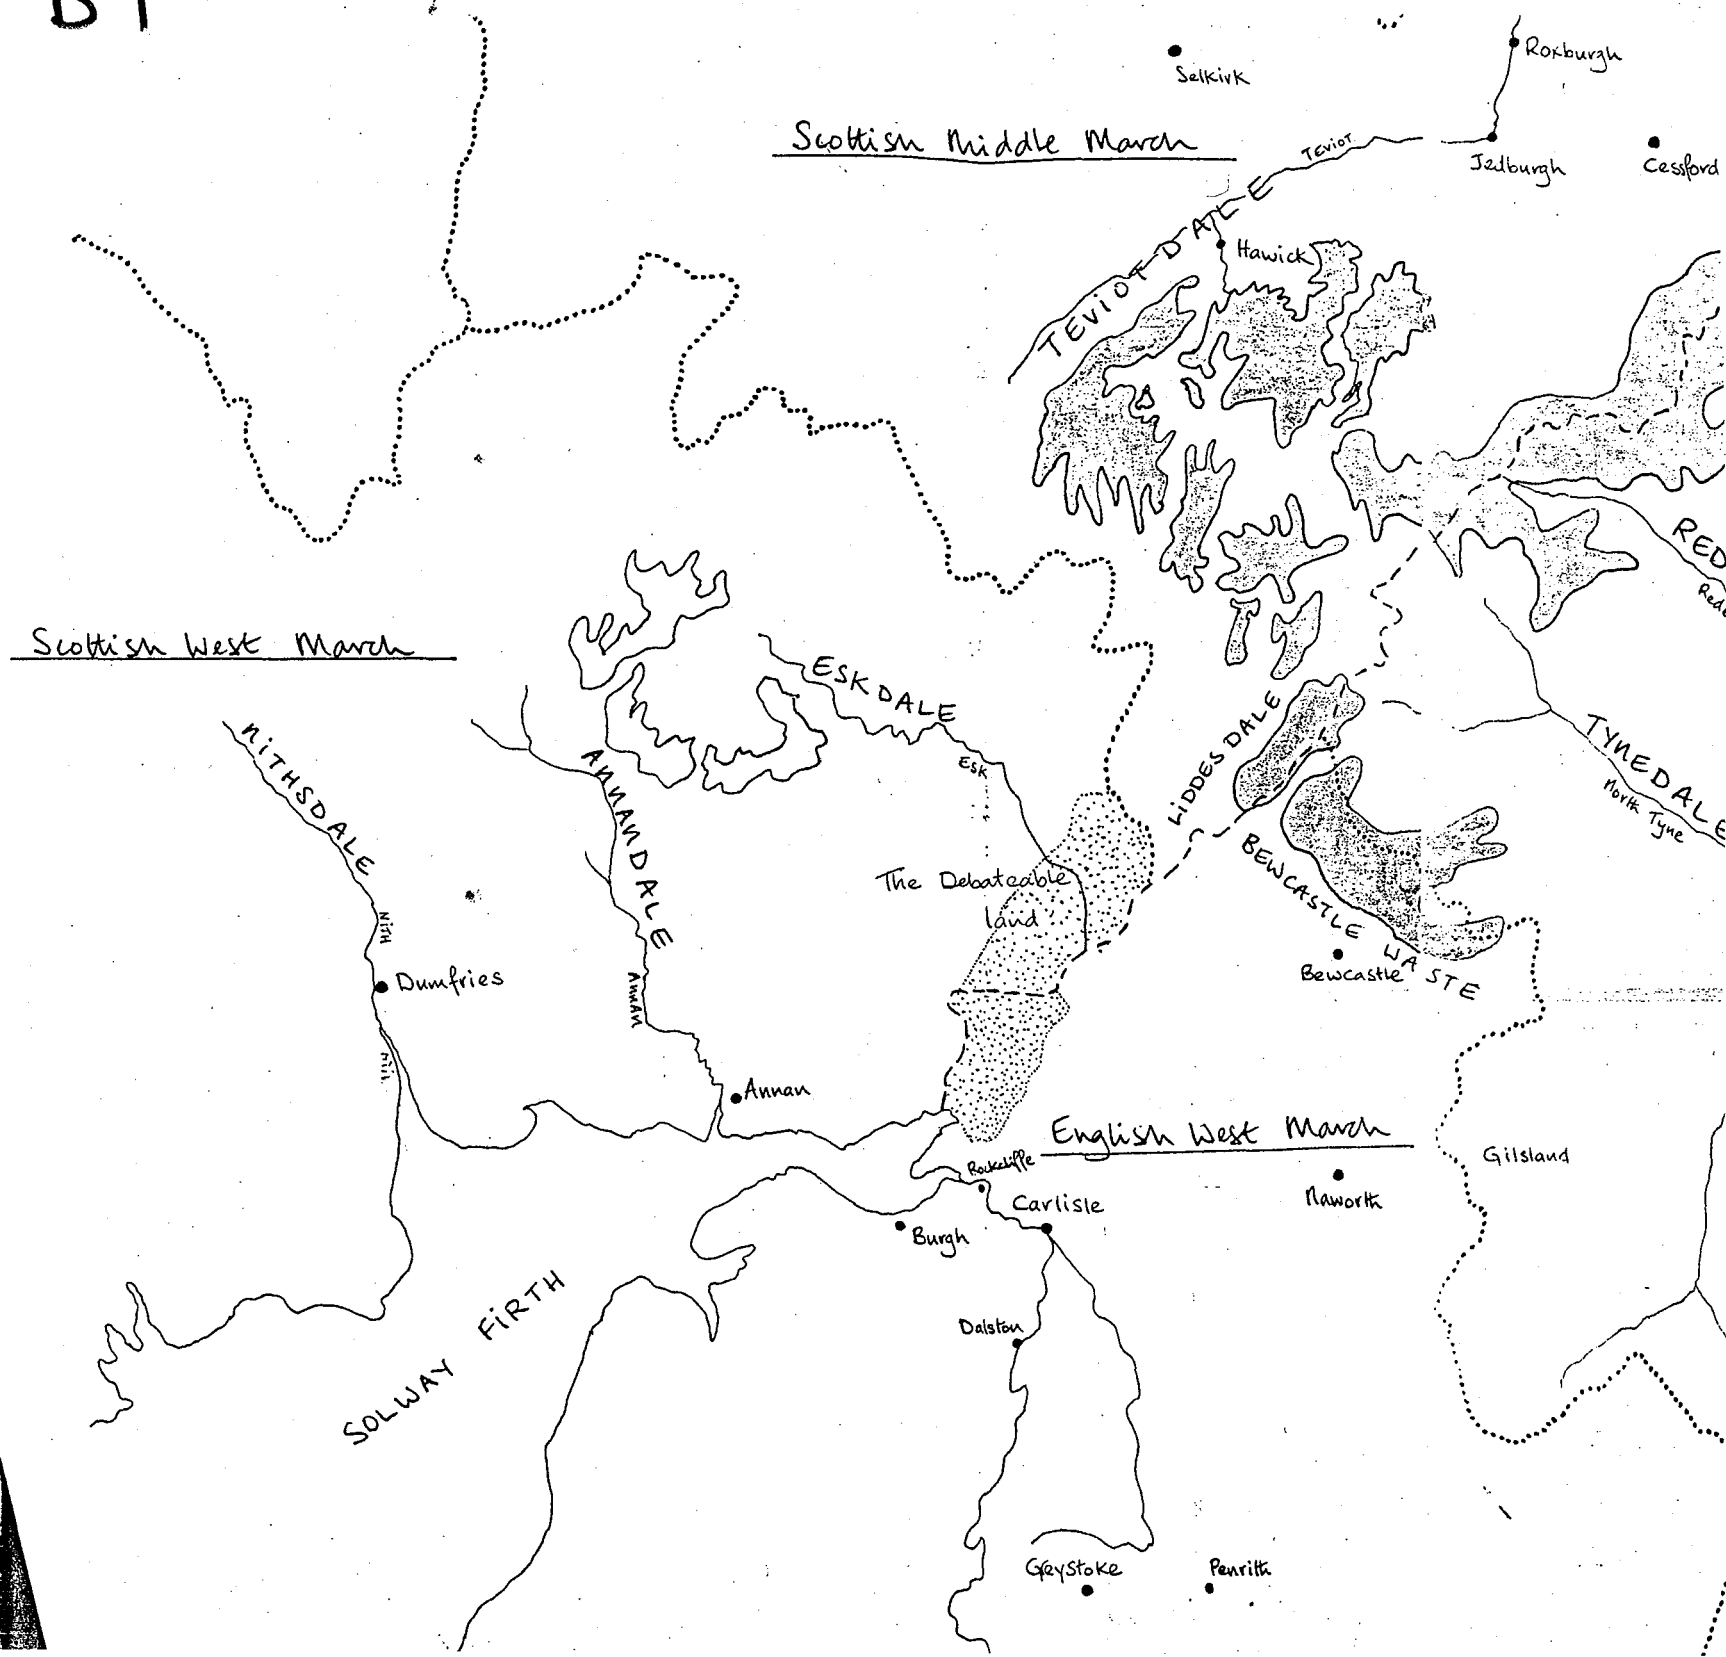 Roxburgh
Selkirk
Scottish Middle March
TEVIOT
Jedburgh
Cessford
TEVIOTDALE
Hawick
RED
Scottish West March
ESKDALE
LIDDESDALE
NITHSDALE
ANNANDALE
ESK
TYNEDALE
North Tyne
BEWCASTLE WASTE
The Debateable
land
NITH
Dumfries
ANNAN
Bewcastle
Annan
English West March
Gilsland
Rockcliffe
Naworth
Carlisle
Burgh
SOLWAY FIRTH
Dalston
Greystoke
Penrith